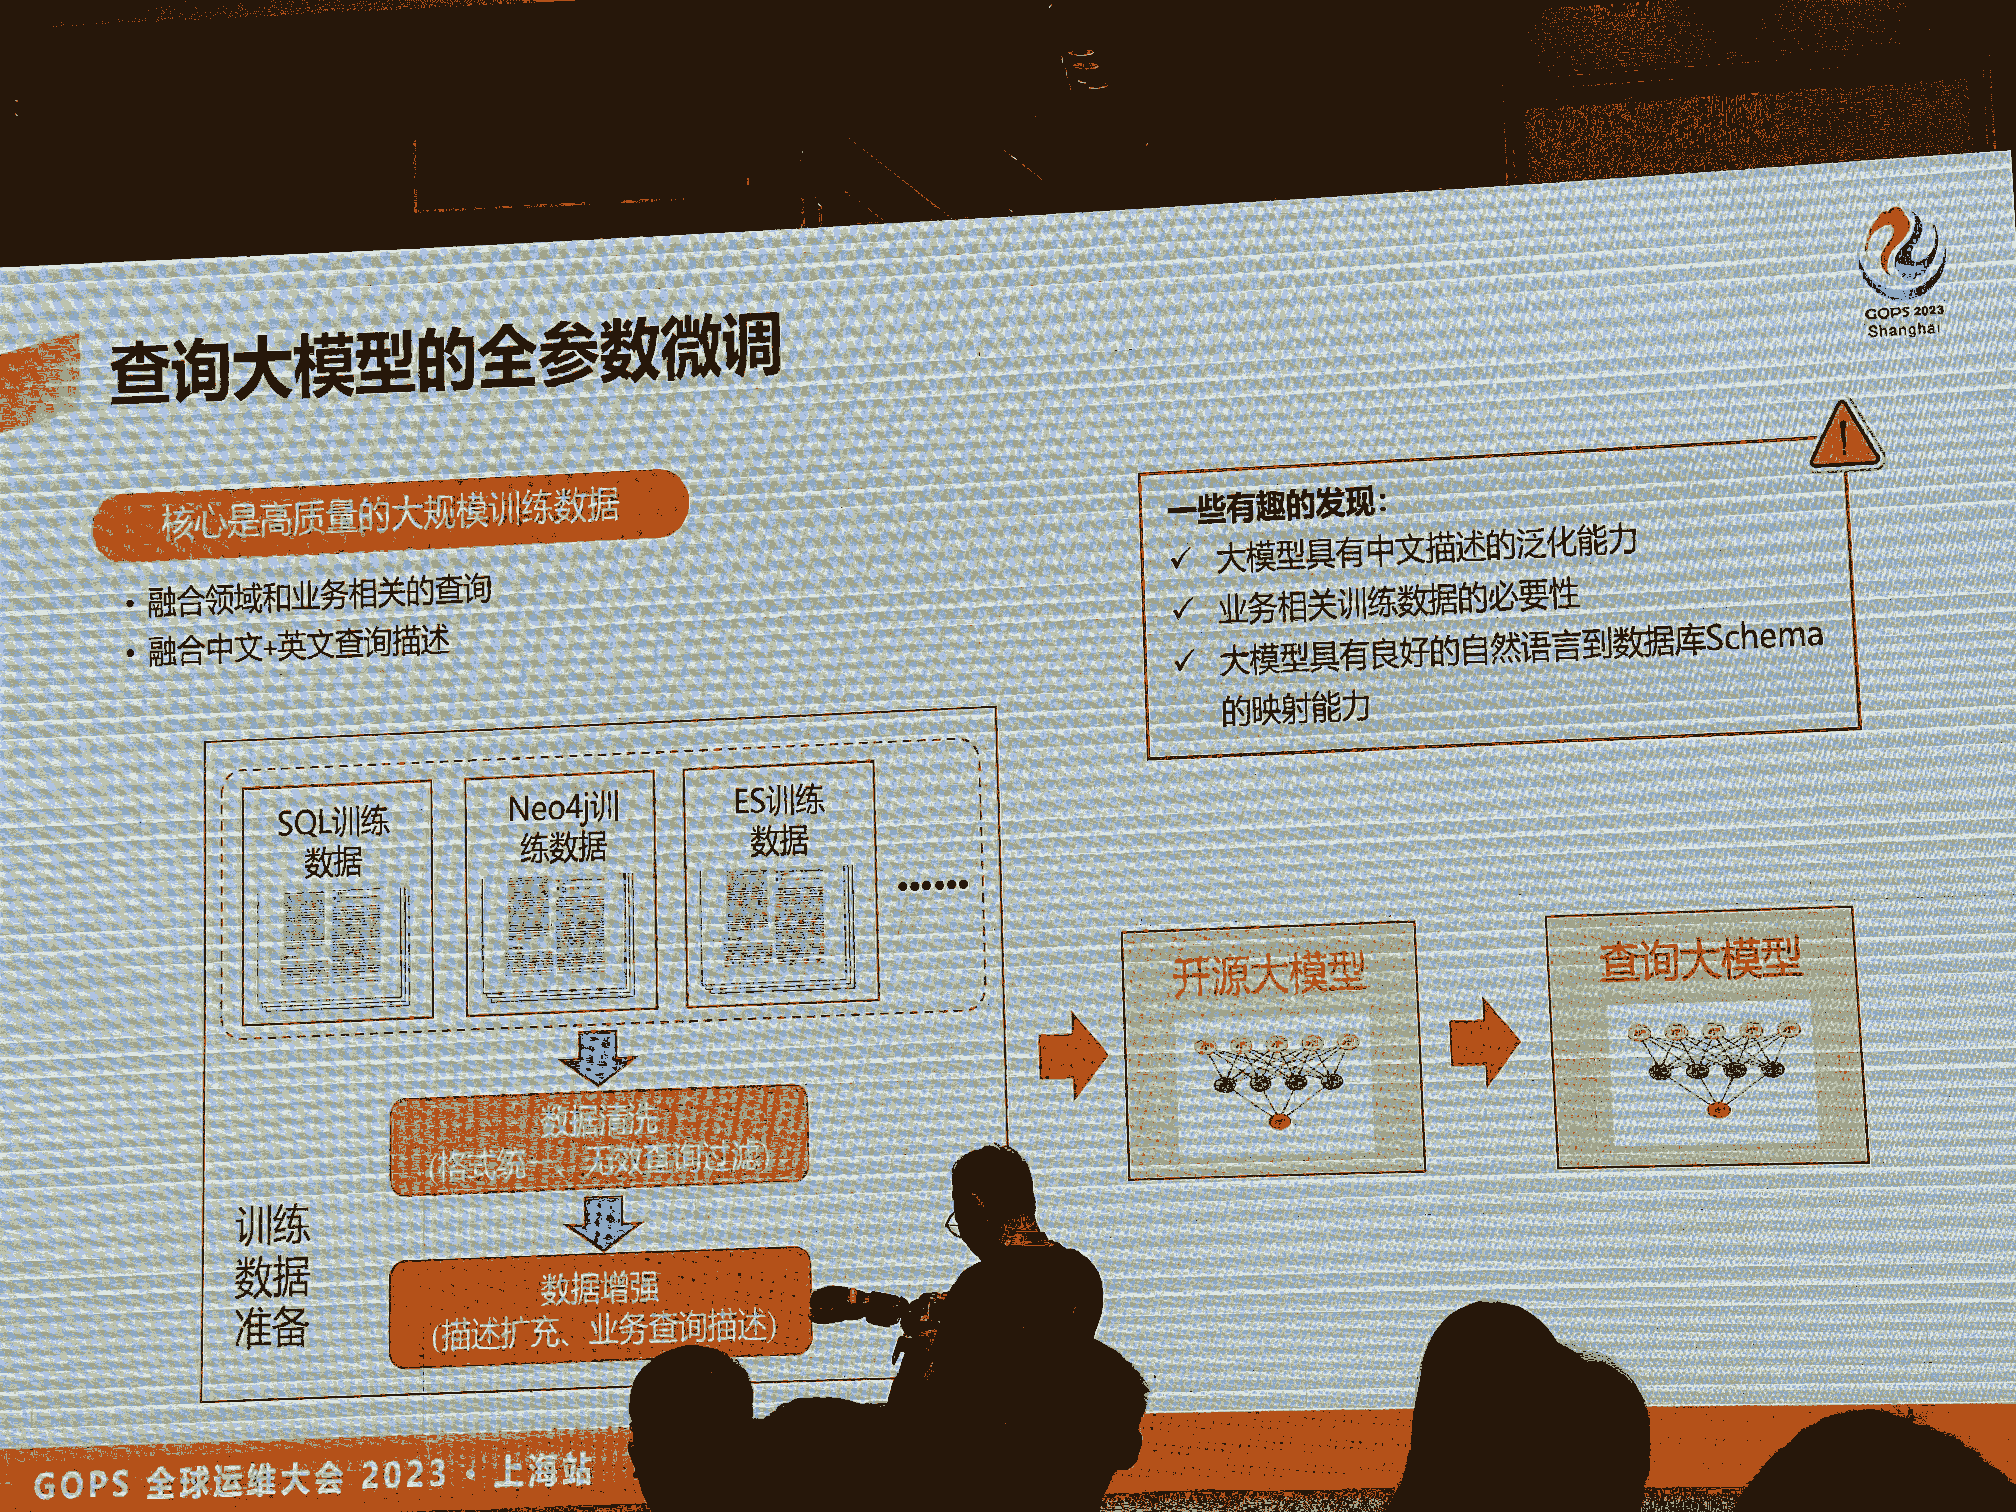 GOPS 2023
Shanghai
查询大模型的全参数微调
核心是高质量的大规模训练数据
• 融合领域和业务相关的查询
• 融合中文+英文查询描述
一些有趣的发现：
✓ 大模型具有中文描述的泛化能力
✓ 业务相关训练数据的必要性
✓ 大模型具有良好的自然语言到数据库Schema
的映射能力
SQL训练
数据
Neo4j训
练数据
ES训练
数据
••••••
数据清洗
(格式统一、无效查询过滤)
数据增强
(描述扩充、业务查询描述)
训练
数据
准备
开源大模型
查询大模型
GOPS 全球运维大会 2023 · 上海站